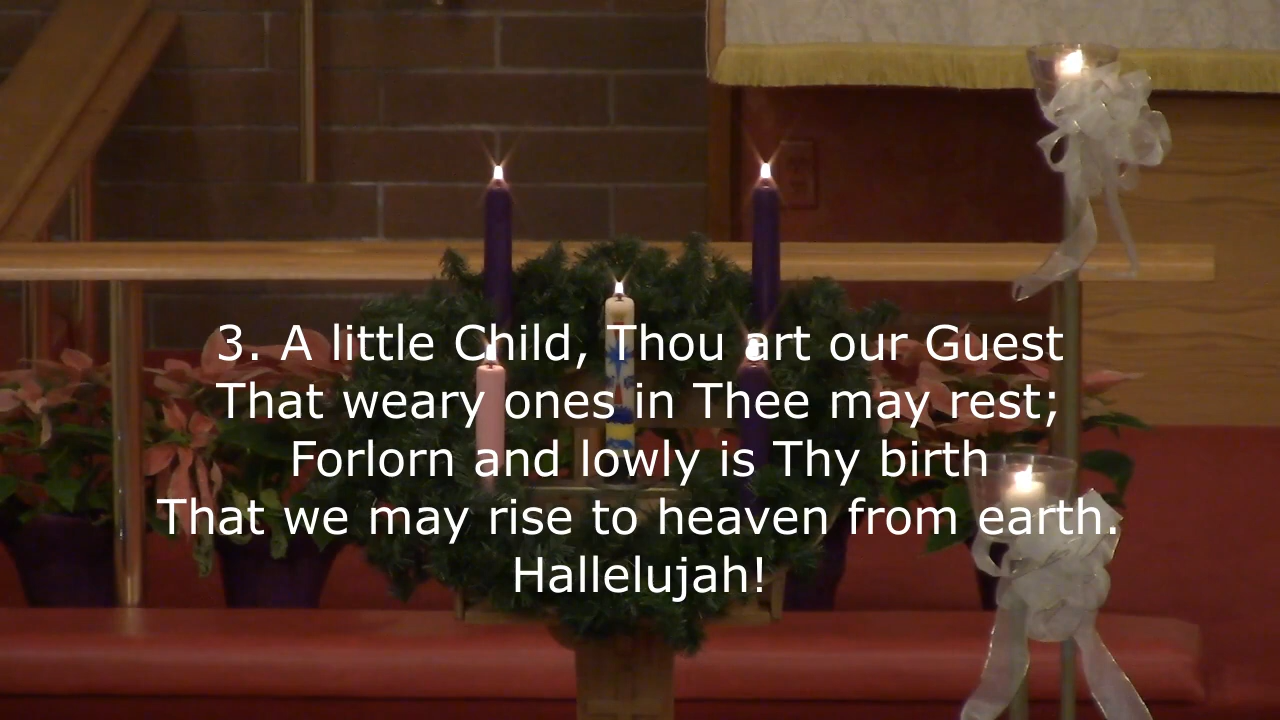 3. A little Child, Thou art our Guest
That weary ones in Thee may rest;
Forlorn and lowly is Thy birth
That we may rise to heaven from earth.
Hallelujah!